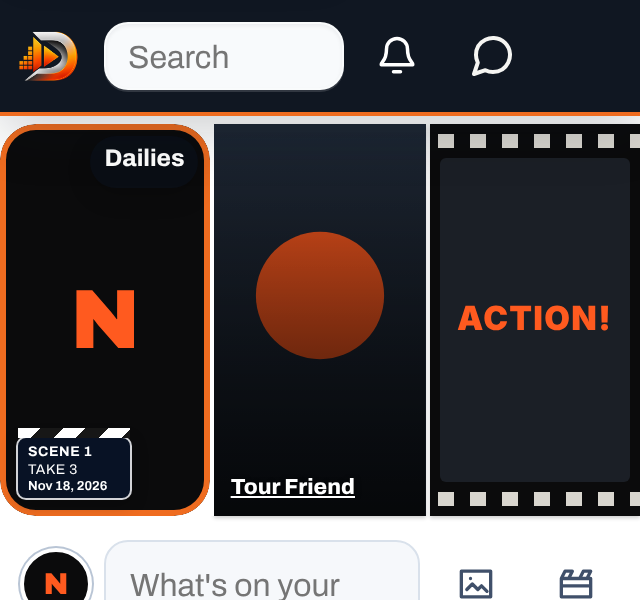 Search
Dailies
N
SCENE 1
TAKE 3
Nov 18, 2026
Tour Friend
ACTION!
N
What's on your